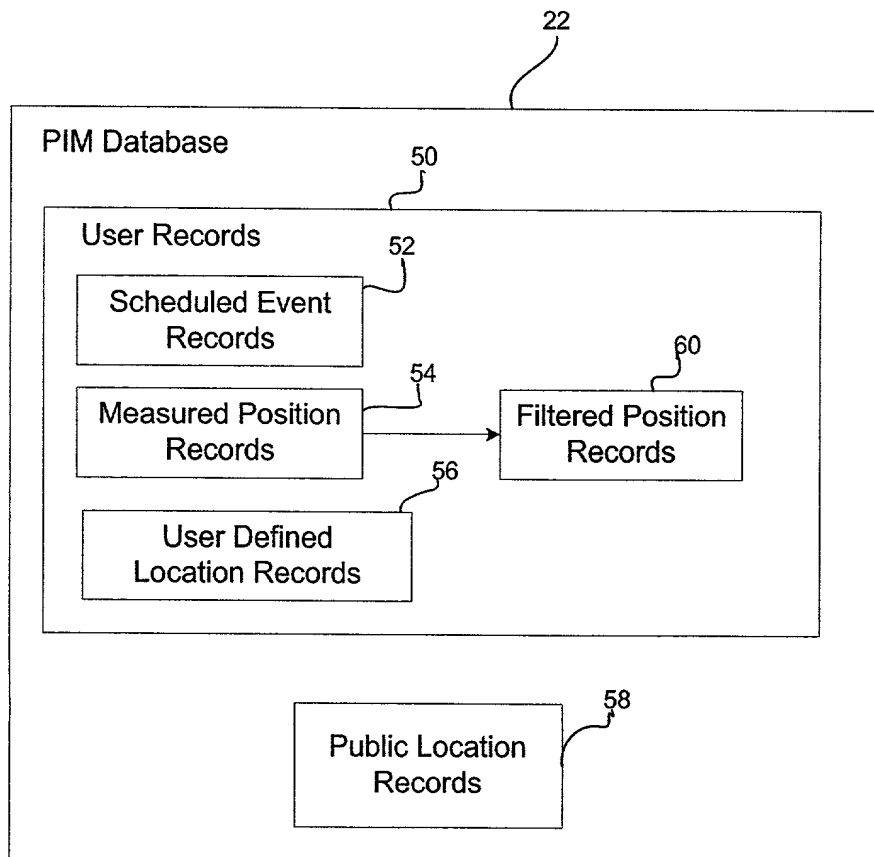 22
PIM Database
50
User Records
52
Scheduled Event
Records
54
Measured Position
Records
60
Filtered Position
Records
56
User Defined
Location Records
58
Public Location
Records